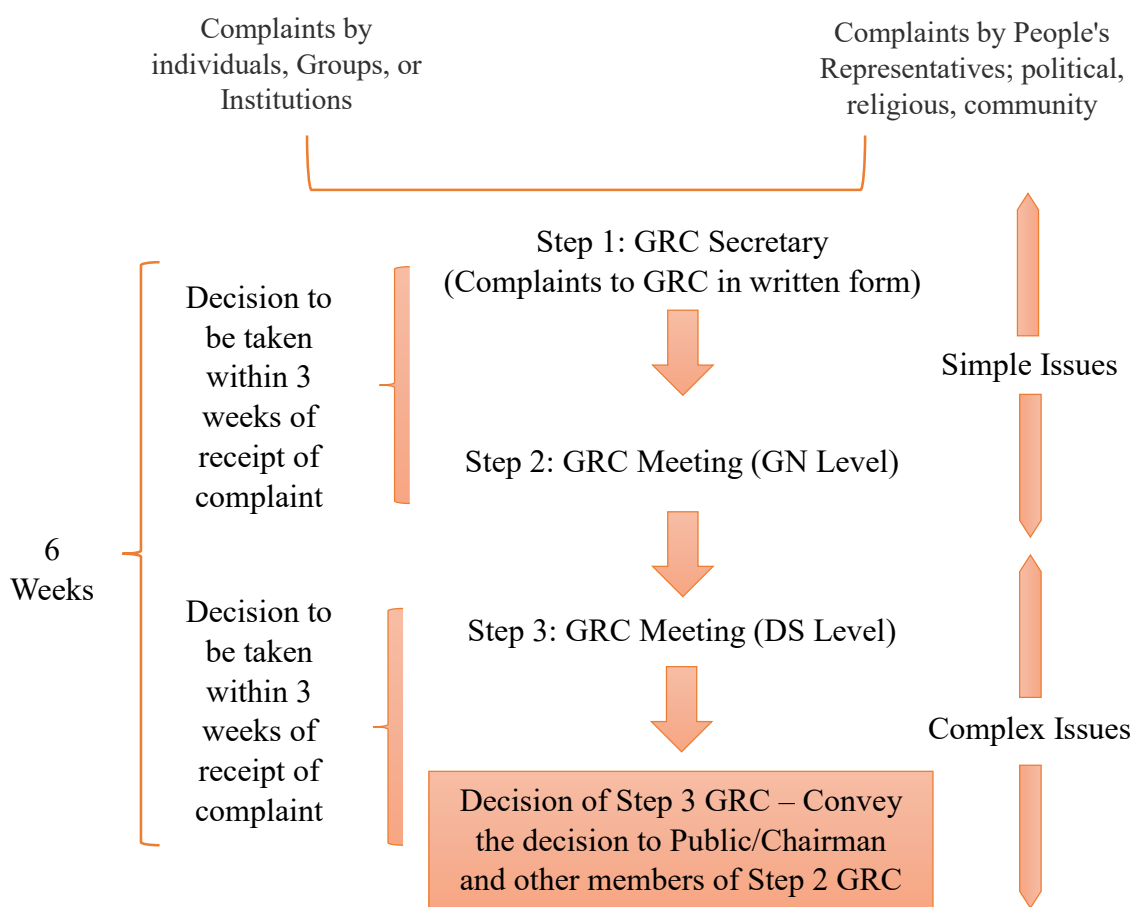 Complaints by
individuals, Groups, or
Institutions
Complaints by People's
Representatives; political,
religious, community
Step 1: GRC Secretary
(Complaints to GRC in written form)
Decision to
be taken
within 3
weeks of
receipt of
complaint
Simple Issues
Step 2: GRC Meeting (GN Level)
6
Weeks
Decision to
be taken
within 3
weeks of
receipt of
complaint
Step 3: GRC Meeting (DS Level)
Complex Issues
Decision of Step 3 GRC – Convey
the decision to Public/Chairman
and other members of Step 2 GRC